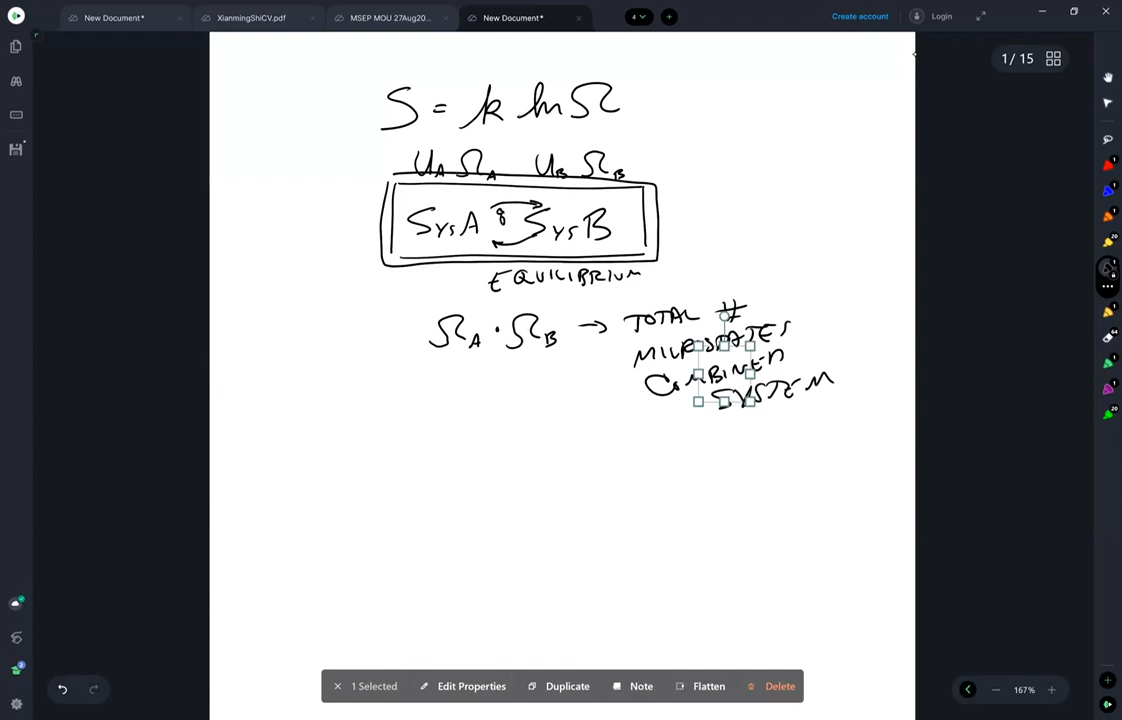 New Document*
XianmingShiCV.pdf
MSEP MOU 27Aug20...
New Document*
4
Create account
Login
1 / 15
S = k ln Ω
U_A Ω_A U_B Ω_B
SYS A q SYS B
EQUILIBRIUM
Ω_A · Ω_B → TOTAL #
MICROSTATES
COMBINED
SYSTEM
1 Selected
Edit Properties
Duplicate
Note
Flatten
Delete
167%